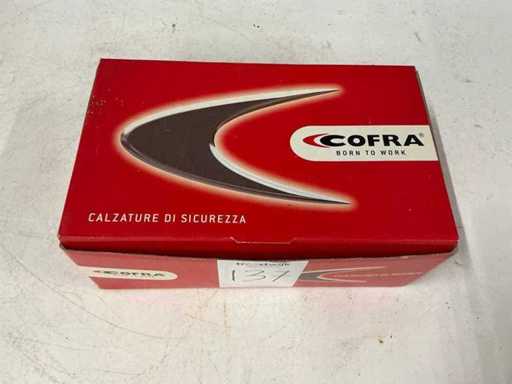 COFRA®
BORN TO WORK
CALZATURE DI SICUREZZA
COFRA
137